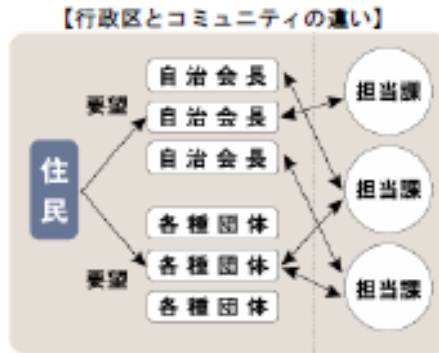 【行政区とコミュニティの違い】
自治会長
要望
自治会長
担当課
自治会長
住民
担当課
各種団体
各種団体
要望
担当課
各種団体